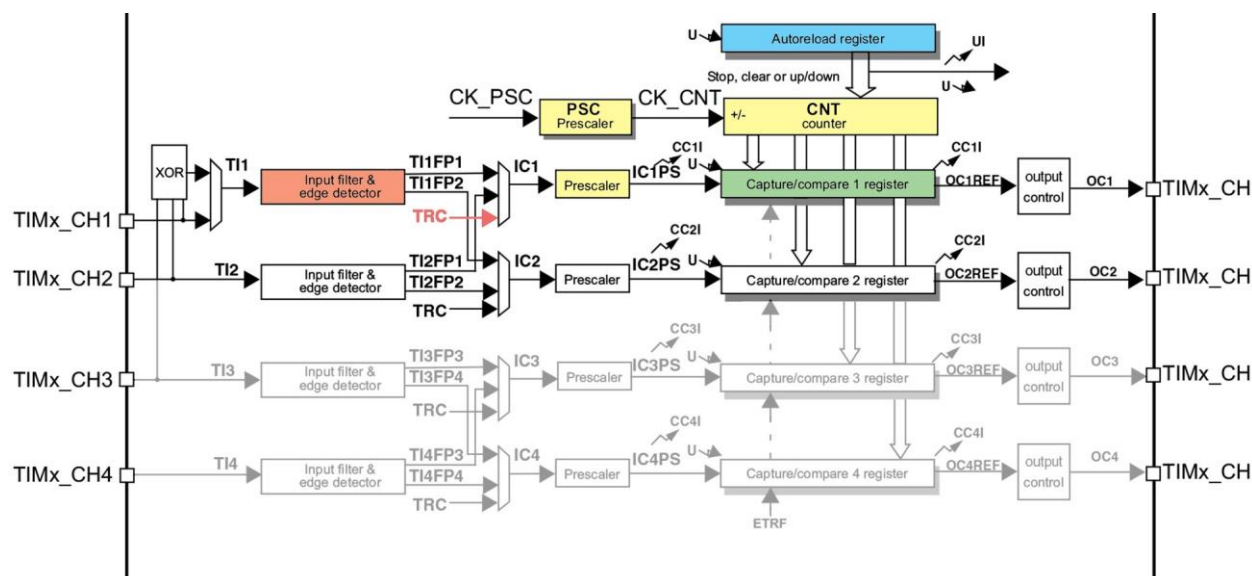 U
Autoreload register
UI
Stop, clear or up/down
U
CK_PSC
PSC
Prescaler
CK_CNT
+/-
CNT
counter
XOR
TI1
Input filter &
edge detector
TI1FP1
TI1FP2
TRC
IC1
Prescaler
IC1PS
CC1I
U
Capture/compare 1 register
CC1I
OC1REF
output
control
OC1
TIMx_CH1
TIMx_CH
TIMx_CH2
TI2
Input filter &
edge detector
TI2FP1
TI2FP2
TRC
IC2
Prescaler
IC2PS
CC2I
U
Capture/compare 2 register
CC2I
OC2REF
output
control
OC2
TIMx_CH
TIMx_CH3
TI3
Input filter &
edge detector
TI3FP3
TI3FP4
TRC
IC3
Prescaler
IC3PS
CC3I
U
Capture/compare 3 register
CC3I
OC3REF
output
control
OC3
TIMx_CH
TIMx_CH4
TI4
Input filter &
edge detector
TI4FP3
TI4FP4
TRC
IC4
Prescaler
IC4PS
CC4I
U
Capture/compare 4 register
CC4I
OC4REF
output
control
OC4
TIMx_CH
ETRF